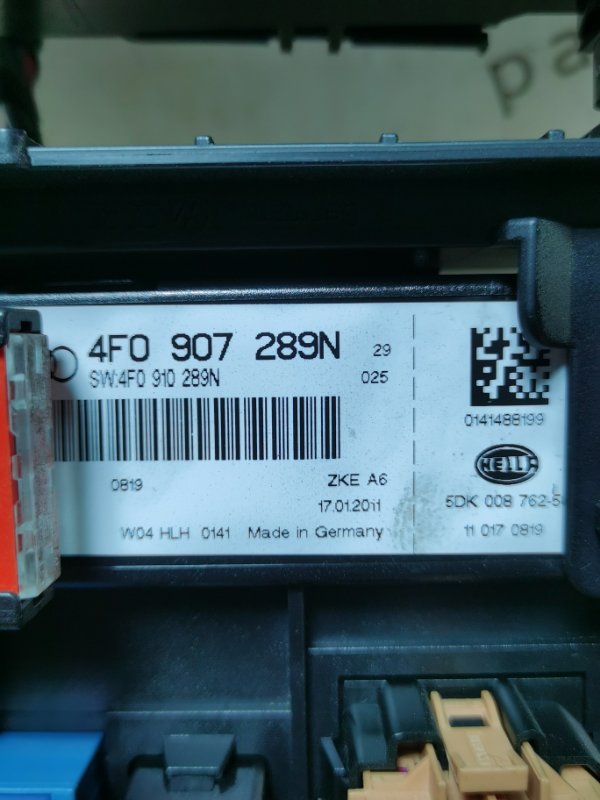 pa
4F0 907 289N 29
SW:4F0 910 289N 025
0141488199
HELLA
0819 ZKE A6
17.01.2011
5DK 008 762-5
W04 HLH 0141 Made in Germany
11 017 0819